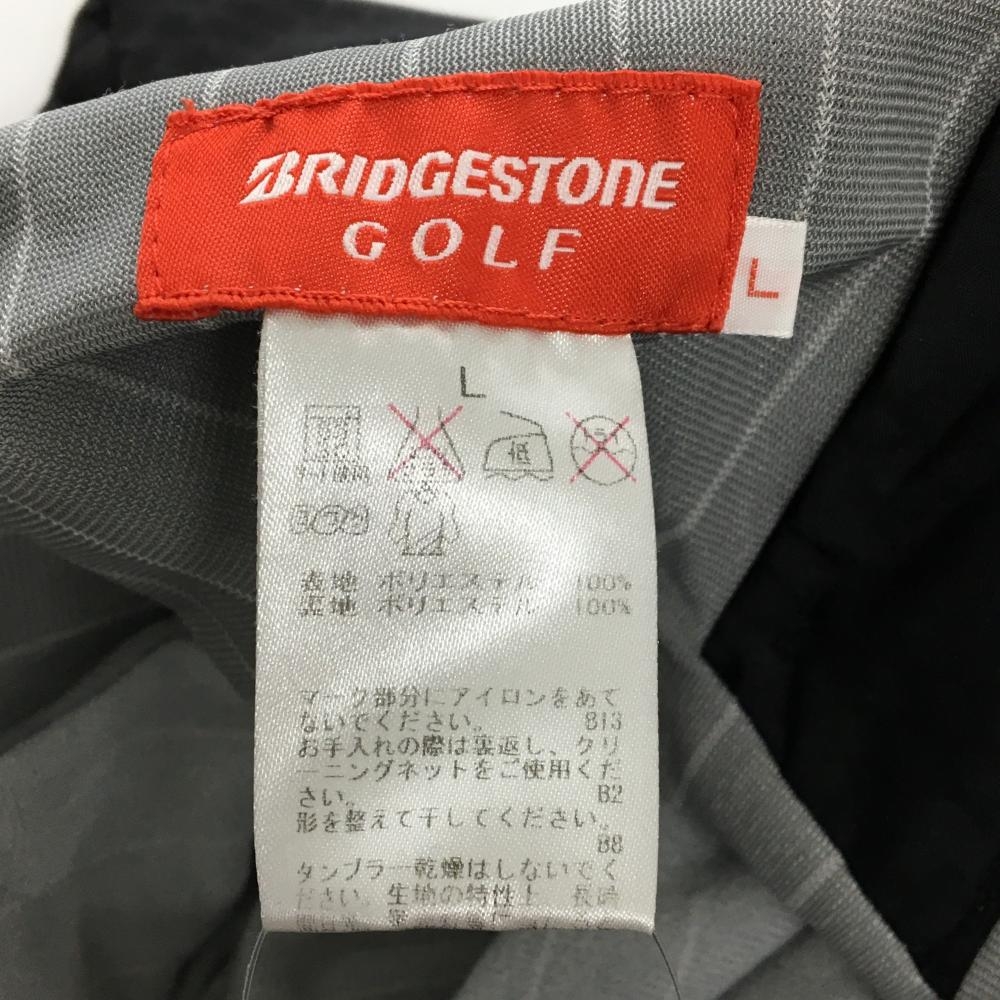 BRIDGESTONE
GOLF
L
L
低
表地 ポリエステル 100%
ポリエステル 100%
マーク部分にアイロンをあて
ないでください。 813
お手入れの際は裏返し、クリ
ーニングネットをご使用くだ
さい。 B2
形を整えて干してください。
B8
タンブラー乾燥はしないでく
ださい。生地の特性上 長時